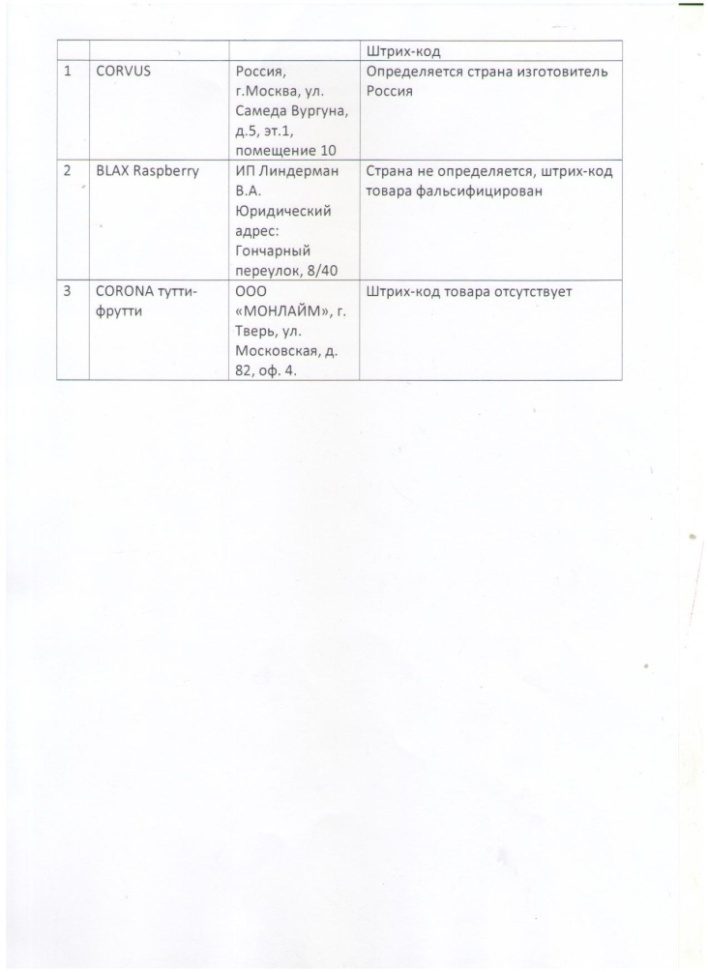 Штрих-код
1 CORVUS Россия, Определяется страна изготовитель
г.Москва, ул. Россия
Самеда Вургуна,
д.5, эт.1,
помещение 10
2 BLAX Raspberry ИП Линдерман Страна не определяется, штрих-код
В.А. товара фальсифицирован
Юридический
адрес:
Гончарный
переулок, 8/40
3 CORONA тутти- ООО Штрих-код товара отсутствует
фрутти «МОНЛАЙМ», г.
Тверь, ул.
Московская, д.
82, оф. 4.